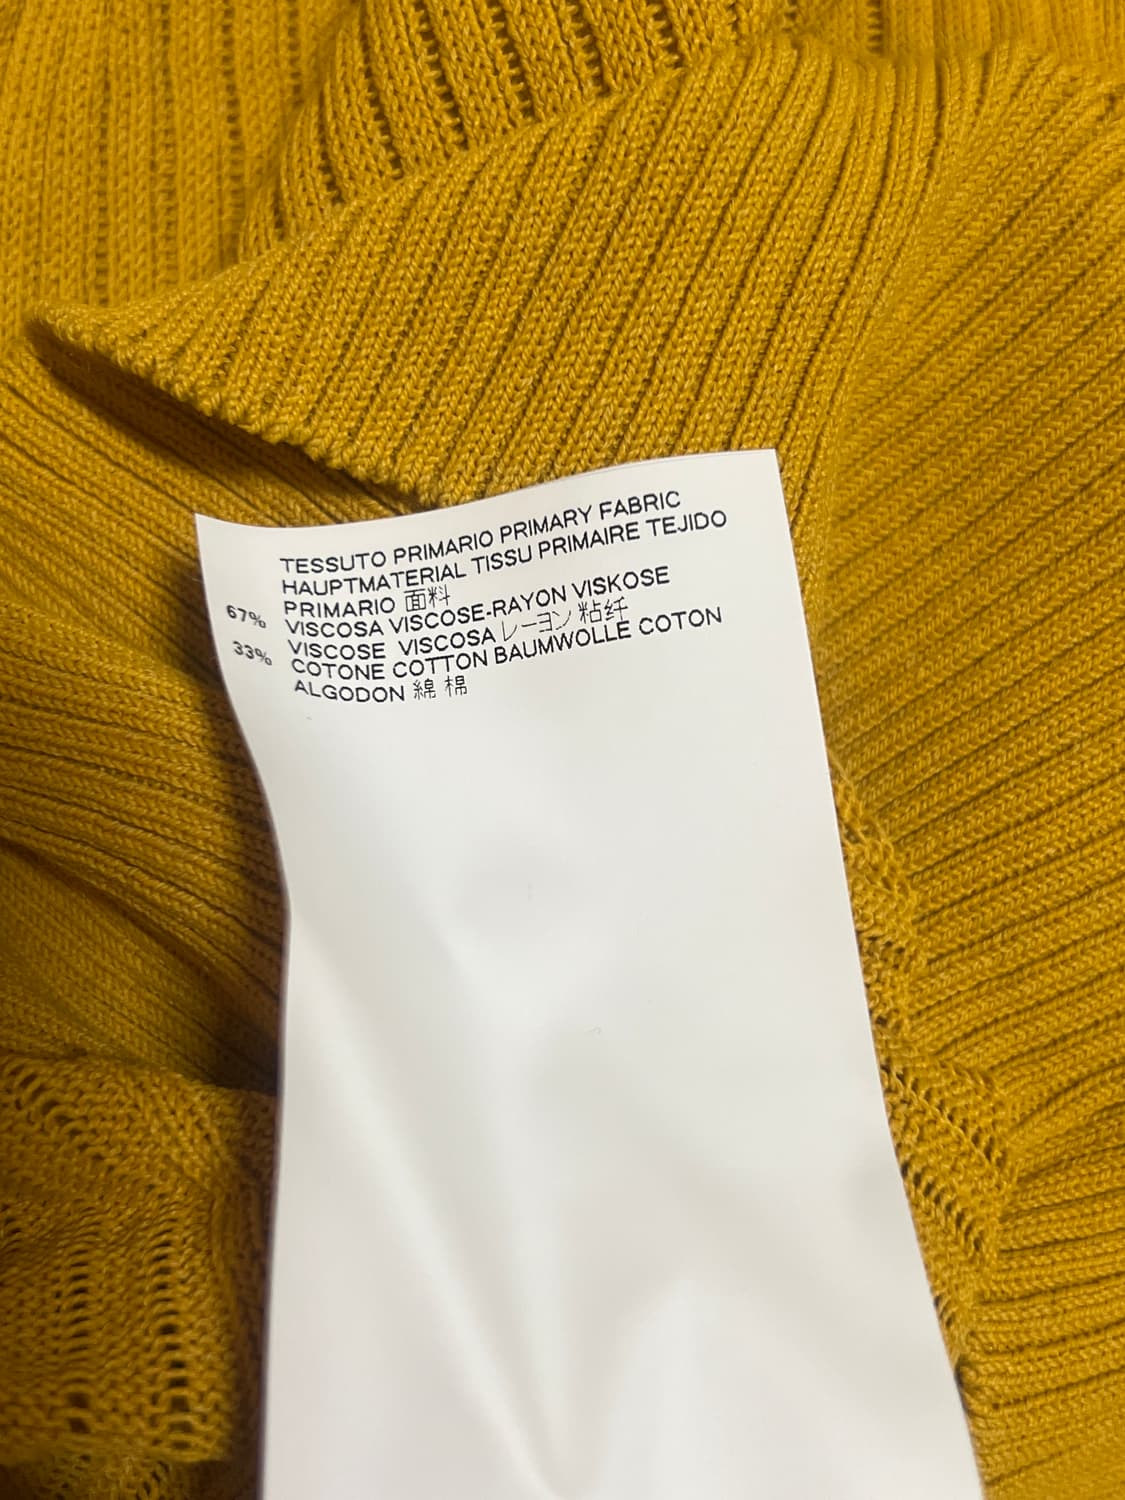 TESSUTO PRIMARIO PRIMARY FABRIC
HAUPTMATERIAL TISSU PRIMAIRE TEJIDO
PRIMARIO 面料
67% VISCOSA VISCOSE-RAYON VISKOSE
VISCOSE VISCOSA レーヨン 粘纤
33% COTONE COTTON BAUMWOLLE COTON
ALGODON 綿 棉